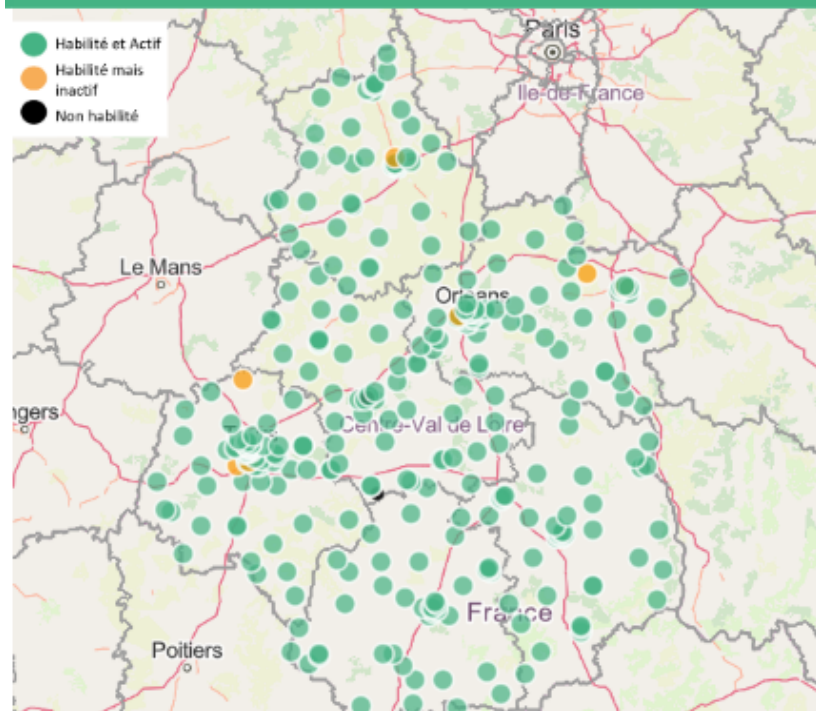 Paris
Habilité et Actif
Habilité mais
inactif
Ile-de-France
Non habilité
Le Mans
Orléans
ngers
Centre-Val de Loire
France
Poitiers